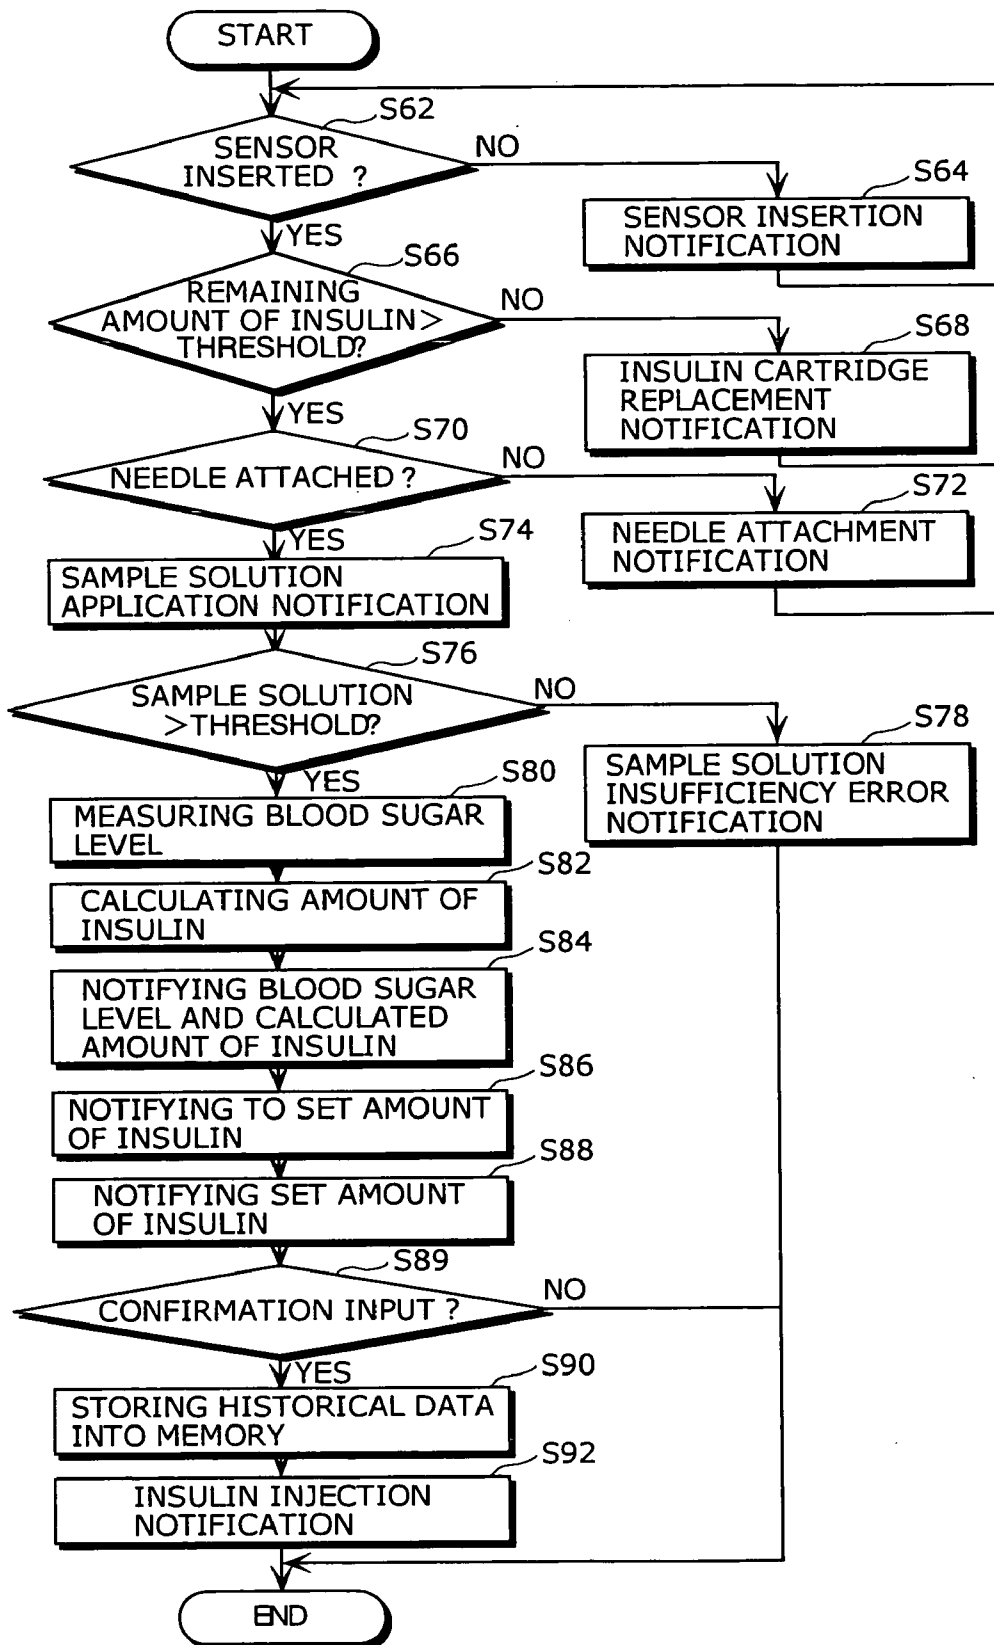 START
S62
SENSOR
INSERTED ?
NO
S64
SENSOR INSERTION
NOTIFICATION
YES
S66
REMAINING
AMOUNT OF INSULIN>
THRESHOLD?
NO
S68
INSULIN CARTRIDGE
REPLACEMENT
NOTIFICATION
YES
S70
NEEDLE ATTACHED ?
NO
S72
NEEDLE ATTACHMENT
NOTIFICATION
YES
S74
SAMPLE SOLUTION
APPLICATION NOTIFICATION
S76
SAMPLE SOLUTION
>THRESHOLD?
NO
S78
SAMPLE SOLUTION
INSUFFICIENCY ERROR
NOTIFICATION
YES
S80
MEASURING BLOOD SUGAR
LEVEL
S82
CALCULATING AMOUNT OF
INSULIN
S84
NOTIFYING BLOOD SUGAR
LEVEL AND CALCULATED
AMOUNT OF INSULIN
S86
NOTIFYING TO SET AMOUNT
OF INSULIN
S88
NOTIFYING SET AMOUNT
OF INSULIN
S89
CONFIRMATION INPUT ?
NO
YES
S90
STORING HISTORICAL DATA
INTO MEMORY
S92
INSULIN INJECTION
NOTIFICATION
END